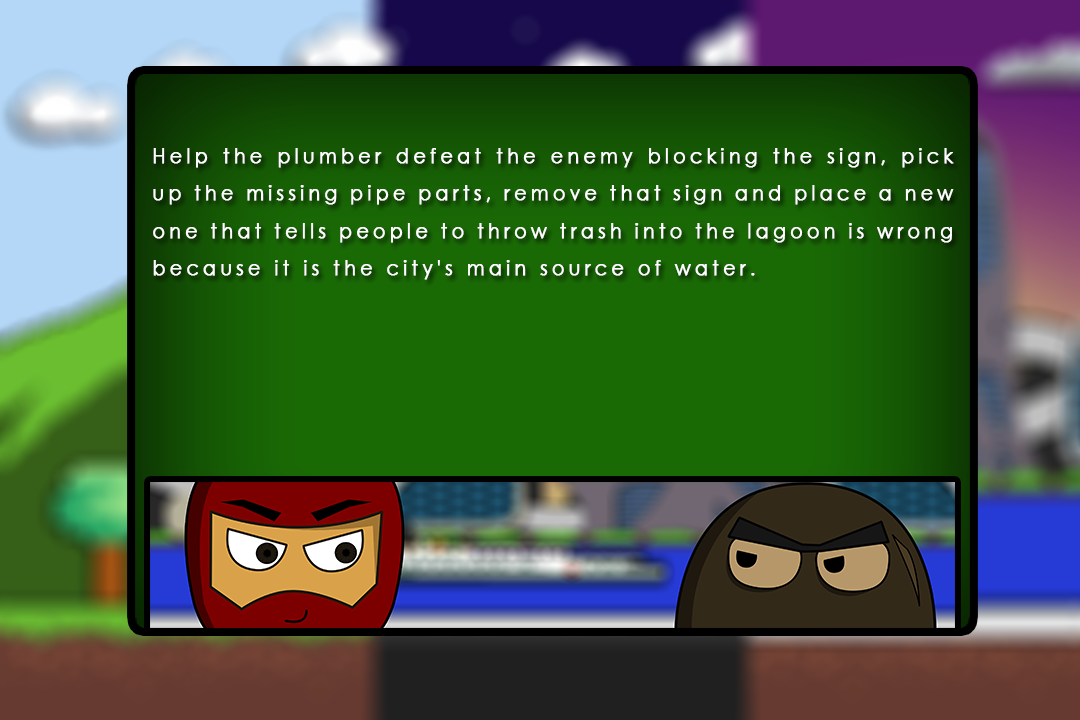 Help the plumber defeat the enemy blocking the sign, pick
up the missing pipe parts, remove that sign and place a new
one that tells people to throw trash into the lagoon is wrong
because it is the city's main source of water.